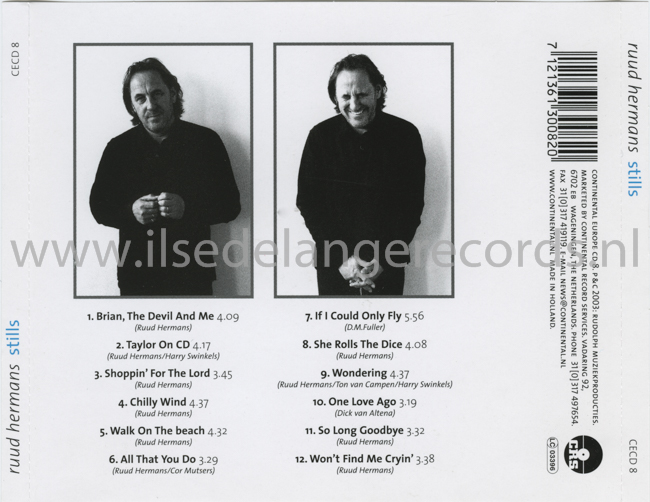 CECD 8
ruud hermans stills
1. Brian, The Devil And Me 4.09
(Ruud Hermans)
2. Taylor On CD 4.17
(Ruud Hermans/Harry Swinkels)
3. Shoppin' For The Lord 3.45
(Ruud Hermans)
4. Chilly Wind 4.37
(Ruud Hermans)
5. Walk On The beach 4.32
(Ruud Hermans)
6. All That You Do 3.29
(Ruud Hermans/Cor Mutsers)
7. If I Could Only Fly 5.56
(D.M.Fuller)
8. She Rolls The Dice 4.08
(Ruud Hermans)
9. Wondering 4.37
(Ruud Hermans/Ton van Campen/Harry Swinkels)
10. One Love Ago 3.19
(Dick van Altena)
11. So Long Goodbye 3.32
(Ruud Hermans)
12. Won't Find Me Cryin' 3.38
(Ruud Hermans)
www.ilsedelangerecords.nl
7 121361 300820
CONTINENTAL EUROPE CD 8. P & C 2003: RUDOLPH MUZIEKPRODUCTIES.
MARKETED BY CONTINENTAL RECORD SERVICES. VADARING 92,
6702 EB WAGENINGEN, THE NETHERLANDS. PHONE 31(0)317 497654.
FAX 31(0)317 419119. E-MAIL NEWS@CONTINENTAL.NL
WWW.CONTINENTAL.NL MADE IN HOLLAND.
LC 03396
CRS
ruud hermans stills
CECD 8